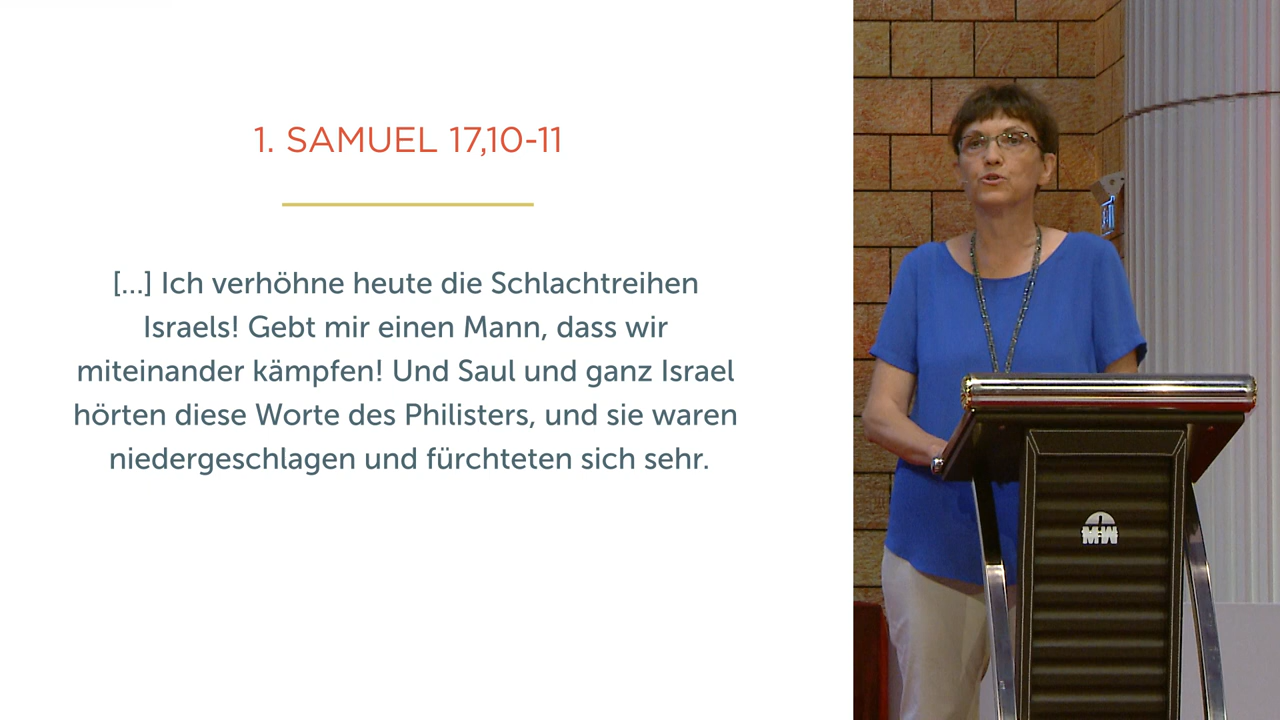 1. SAMUEL 17,10-11
[...] Ich verhöhne heute die Schlachtreihen
Israels! Gebt mir einen Mann, dass wir
miteinander kämpfen! Und Saul und ganz Israel
hörten diese Worte des Philisters, und sie waren
niedergeschlagen und fürchteten sich sehr.
MW